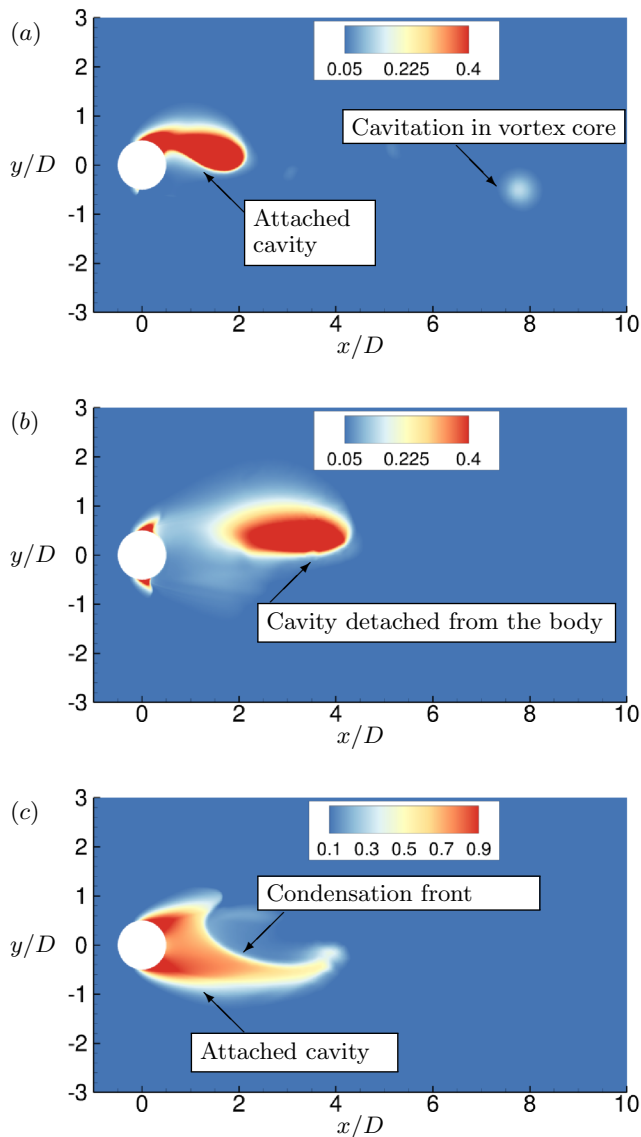 (a)
3
2
1
0
-1
-2
-3
y/D
0.05 0.225 0.4
Cavitation in vortex core
Attached
cavity
0 2 4 6 8 10
x/D
(b)
3
2
1
0
-1
-2
-3
y/D
0.05 0.225 0.4
Cavity detached from the body
0 2 4 6 8 10
x/D
(c)
3
2
1
0
-1
-2
-3
y/D
0.1 0.3 0.5 0.7 0.9
Condensation front
Attached cavity
0 2 4 6 8 10
x/D